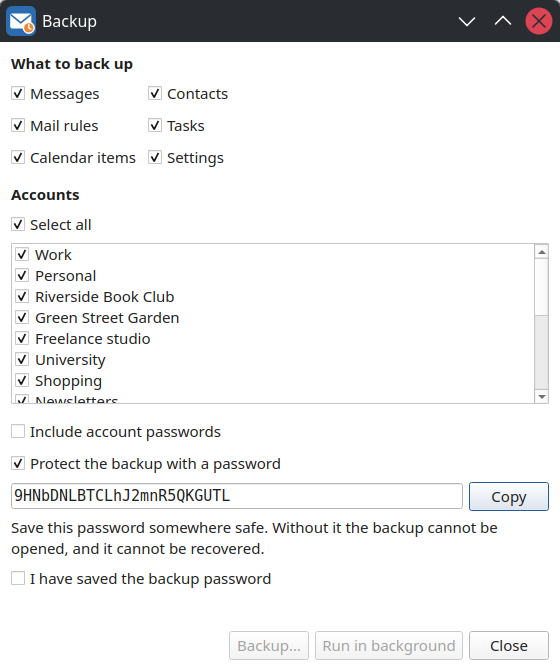 Backup
What to back up
Messages Contacts
Mail rules Tasks
Calendar items Settings
Accounts
Select all
Work
Personal
Riverside Book Club
Green Street Garden
Freelance studio
University
Shopping
Newsletters
Include account passwords
Protect the backup with a password
9HNbDNLBTCLhJ2mnR5QKGUTL Copy
Save this password somewhere safe. Without it the backup cannot be
opened, and it cannot be recovered.
I have saved the backup password
Backup... Run in background Close